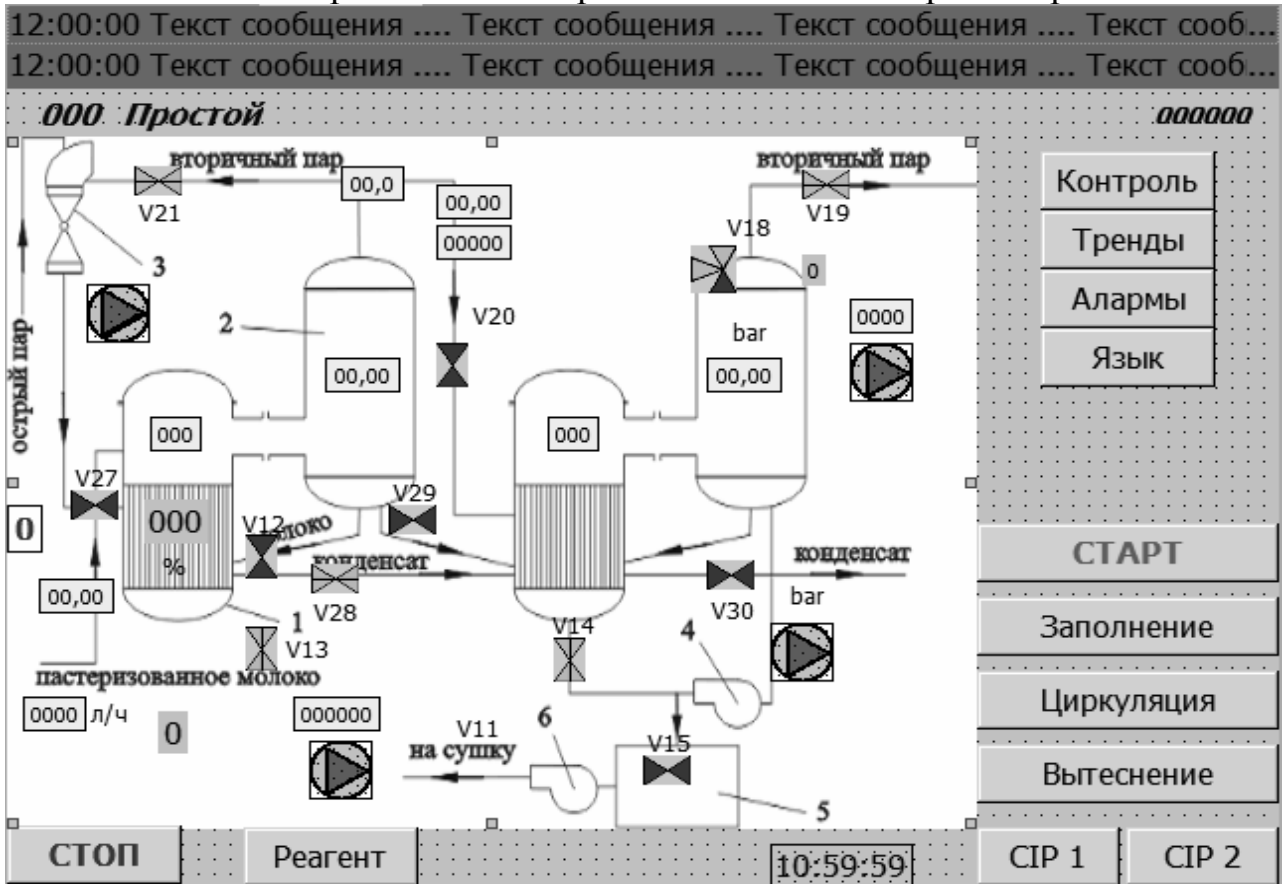 12:00:00 Текст сообщения .... Текст сообщения .... Текст сообщения .... Текст сооб...
12:00:00 Текст сообщения .... Текст сообщения .... Текст сообщения .... Текст сооб...
000 Простой
000000
вторичный пар
вторичный пар
Контроль
00,0
V21
00,00
V19
V18
00000
Тренды
3
0
Алармы
2
V20
0000
bar
Язык
острый пар
00,00
00,00
000
000
V27
V29
0
000
V12
%
конденсат
конденсат
СТАРТ
00,00
V28
V30
bar
1
V14
4
Заполнение
V13
пастеризованное молоко
0000 л/ч
000000
0
6
V11
Циркуляция
на сушку
V15
Вытеснение
5
СТОП
Реагент
10:59:59
CIP 1
CIP 2